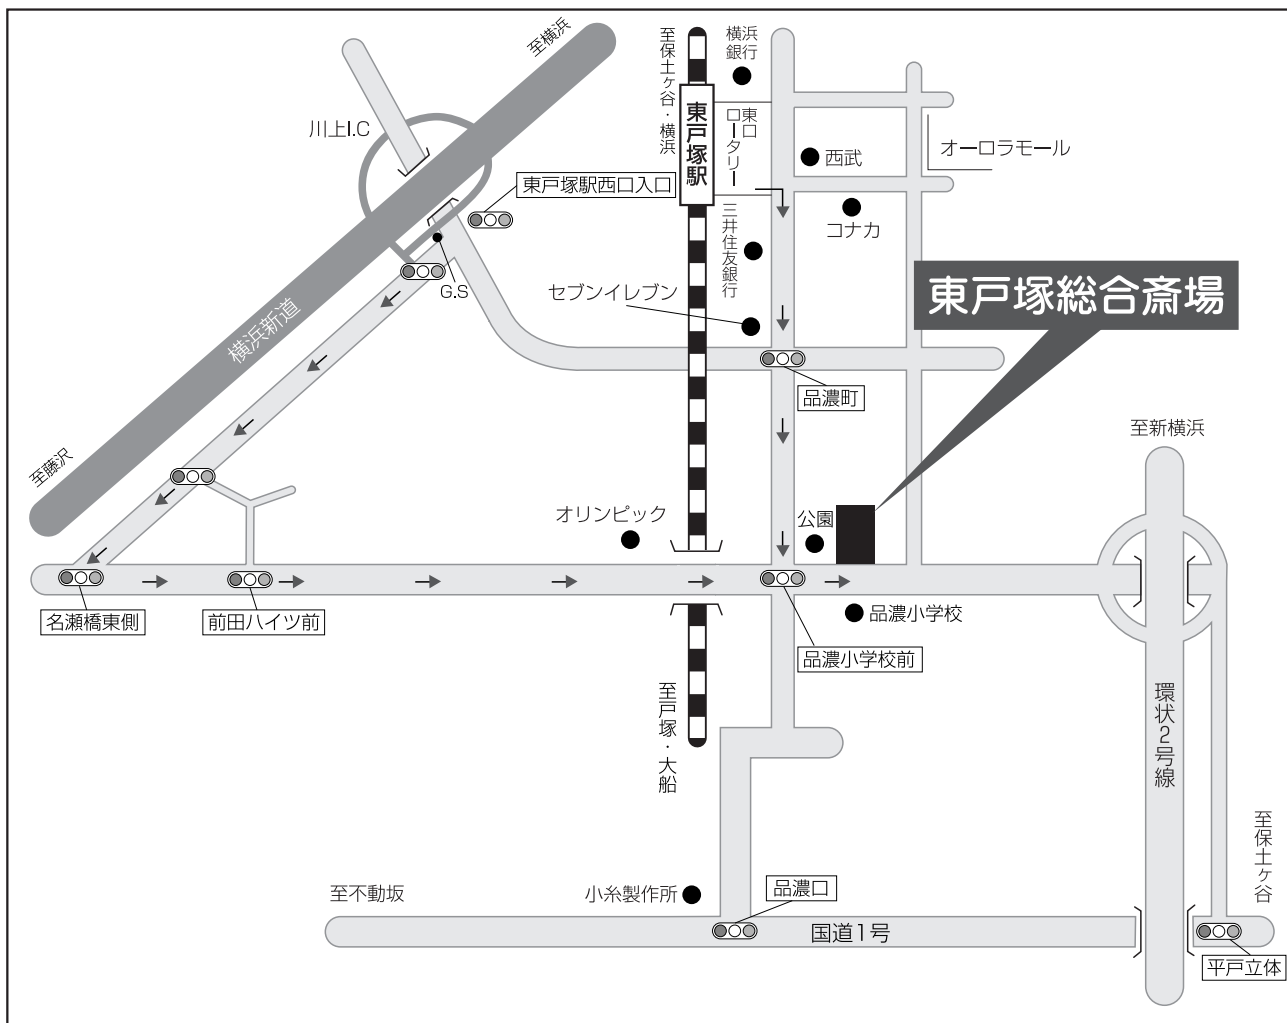 至横浜
川上I.C
東戸塚駅西口入口
G.S
横浜新道
至藤沢
至保土ヶ谷・横浜
東戸塚駅
横浜
銀行
東口
ロータリー
西武
オーロラモール
コナカ
三井住友銀行
セブンイレブン
東戸塚総合斎場
品濃町
至新横浜
オリンピック
公園
名瀬橋東側
前田ハイツ前
品濃小学校
品濃小学校前
至戸塚・大船
環状2号線
至保土ヶ谷
至不動坂
小糸製作所
品濃口
国道1号
平戸立体